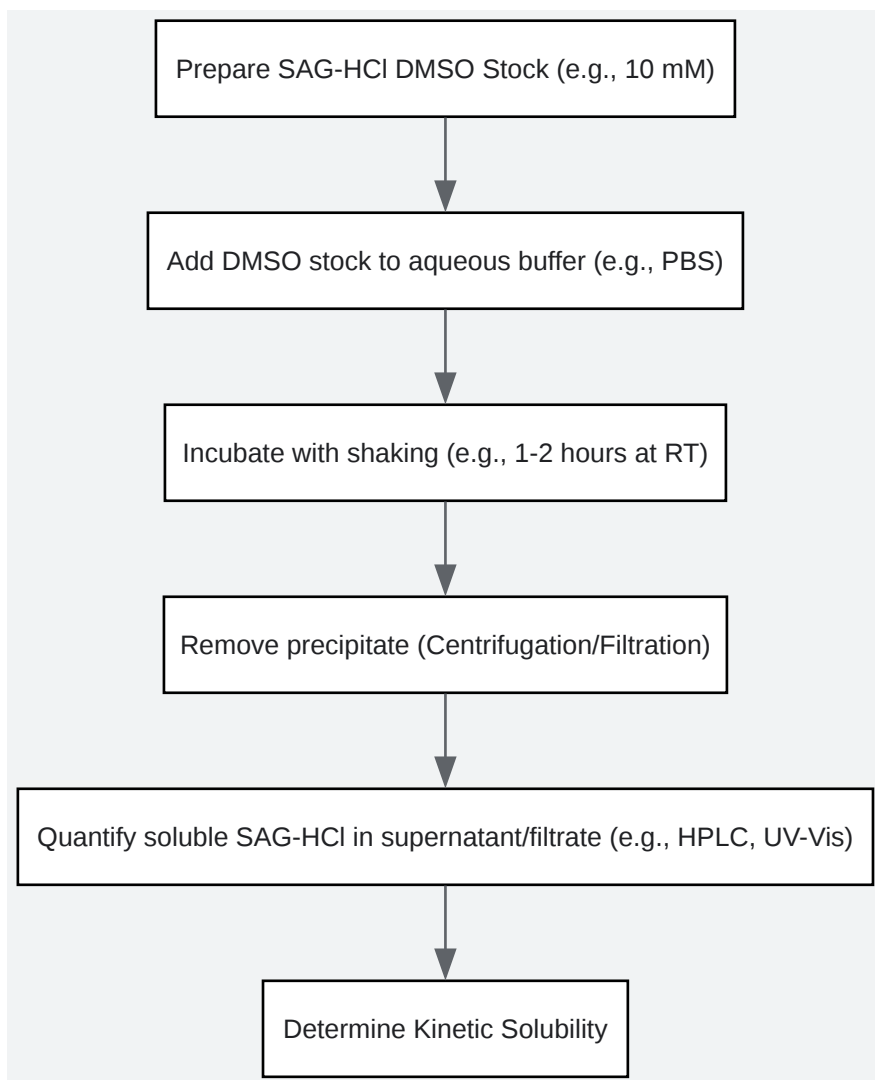 Prepare SAG-HCl DMSO Stock (e.g., 10 mM)
Add DMSO stock to aqueous buffer (e.g., PBS)
Incubate with shaking (e.g., 1-2 hours at RT)
Remove precipitate (Centrifugation/Filtration)
Quantify soluble SAG-HCl in supernatant/filtrate (e.g., HPLC, UV-Vis)
Determine Kinetic Solubility